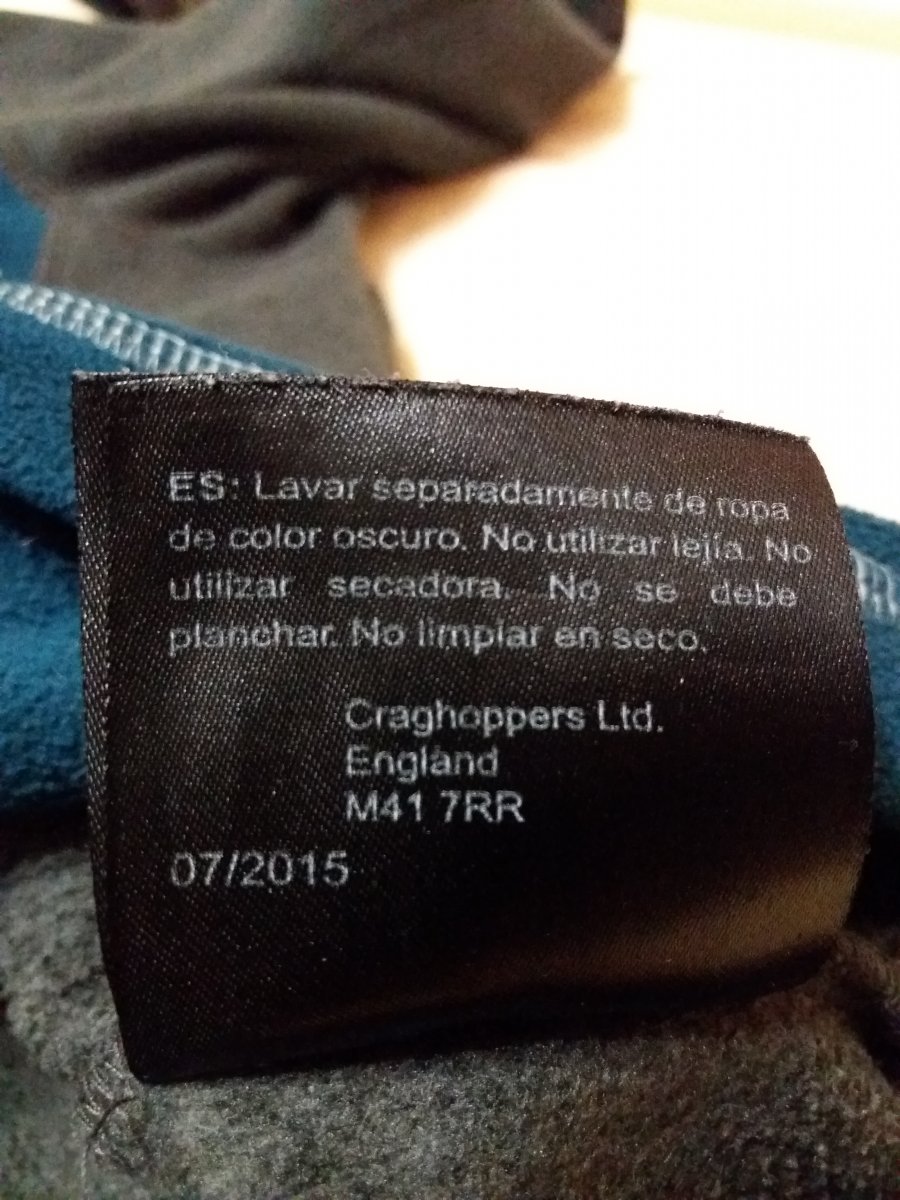 ES: Lavar separadamente de ropa
de color oscuro. No utilizar lejía. No
utilizar secadora. No se debe
planchar. No limpiar en seco.
Craghoppers Ltd.
England
M41 7RR
07/2015